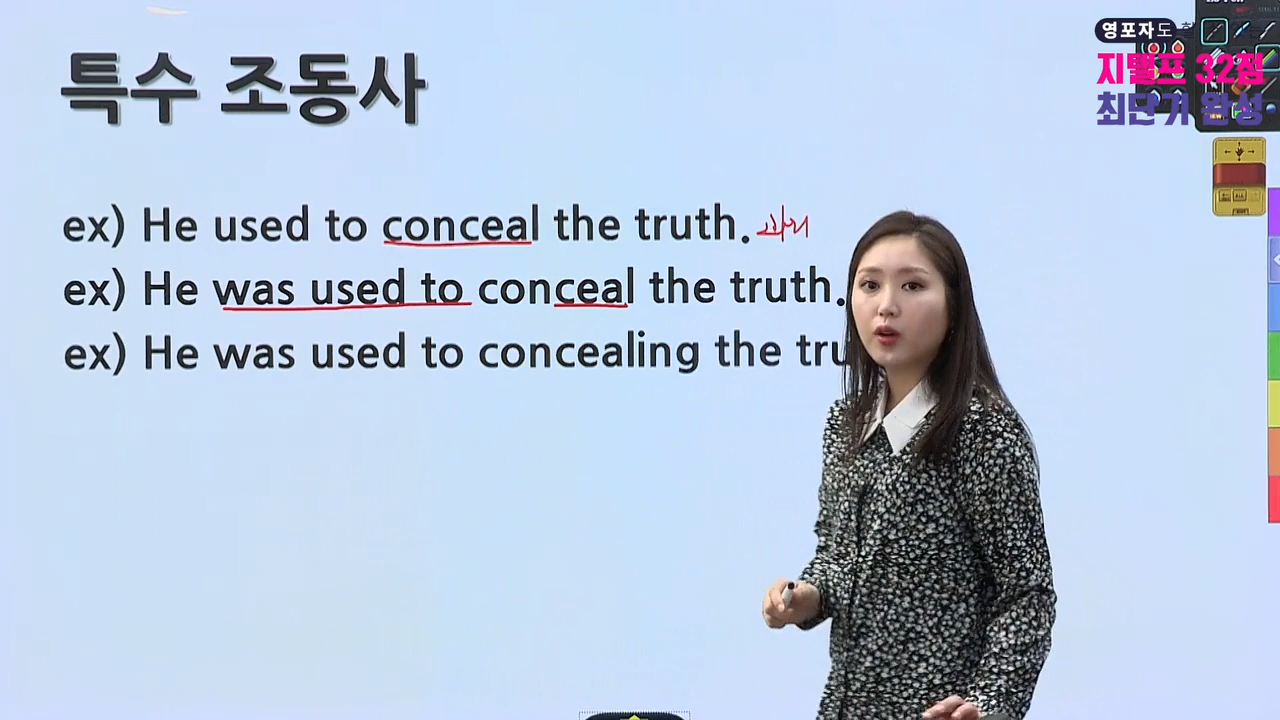 특수 조동사
영포자도
지텔프 32점
최단기 완성
ex) He used to conceal the truth. 과거
ex) He was used to conceal the truth.
ex) He was used to concealing the tru